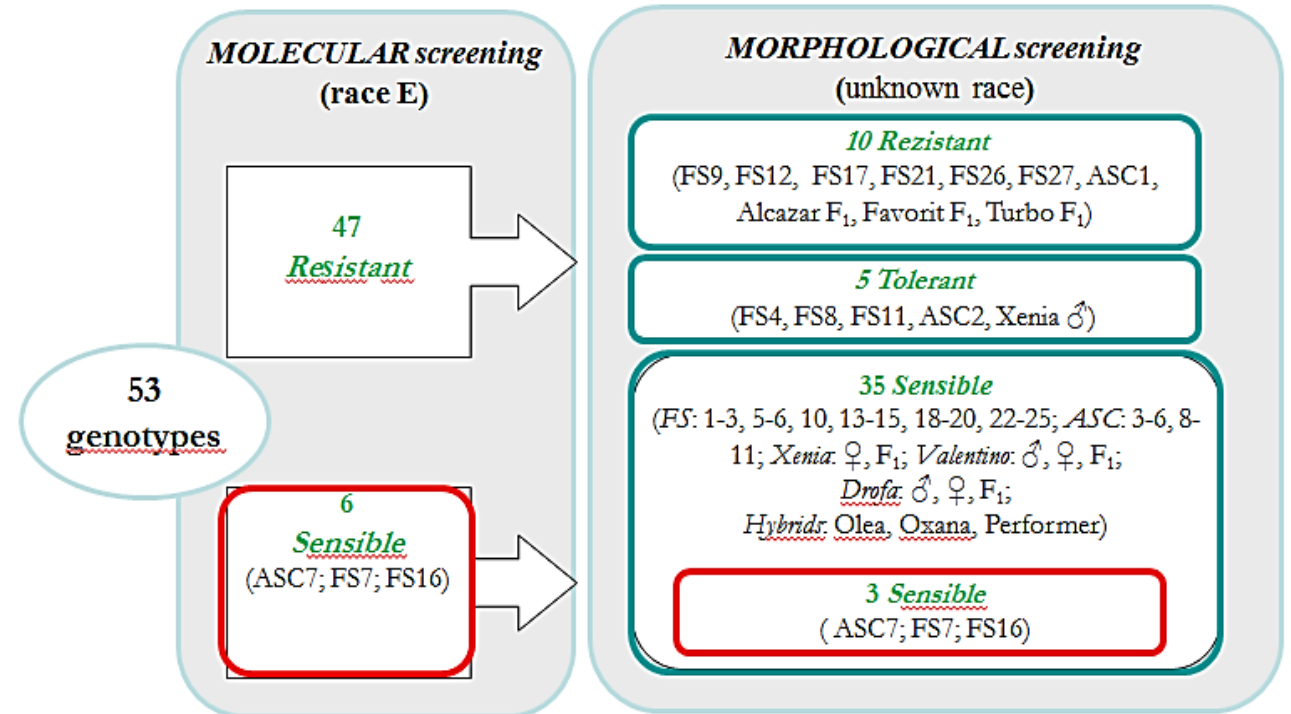 MOLECULAR screening
(race E)
47
Resistant
53
genotypes
6
Sensible
(ASC7; FS7; FS16)
MORPHOLOGICAL screening
(unknown race)
10 Rezistant
(FS9, FS12, FS17, FS21, FS26, FS27, ASC1,
Alcazar F₁, Favorit F₁, Turbo F₁)
5 Tolerant
(FS4, FS8, FS11, ASC2, Xenia ♂)
35 Sensible
(FS: 1-3, 5-6, 10, 13-15, 18-20, 22-25; ASC: 3-6, 8-
11; Xenia: ♀, F₁; Valentino: ♂, ♀, F₁;
Drofa: ♂, ♀, F₁;
Hybrids: Olea, Oxana, Performer)
3 Sensible
( ASC7; FS7; FS16)